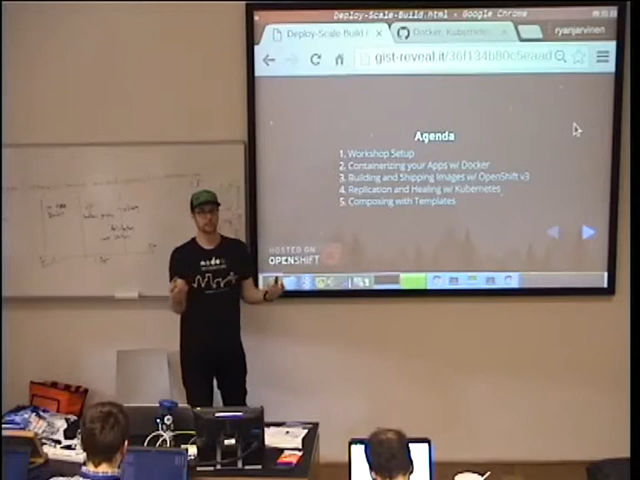 Deploy-Scale-Build.html - Google Chrome
Deploy-Scale Build
Docker, Kubernete
ryanjarvinen
gist-reveal.it/36f134b80c5eaad
Agenda
1. Workshop Setup
2. Containerizing your Apps w/ Docker
3. Building and Shipping Images w/ OpenShift v3
4. Replication and Healing w/ Kubernetes
5. Composing with Templates
HOSTED ON
OPENSHIFT
node